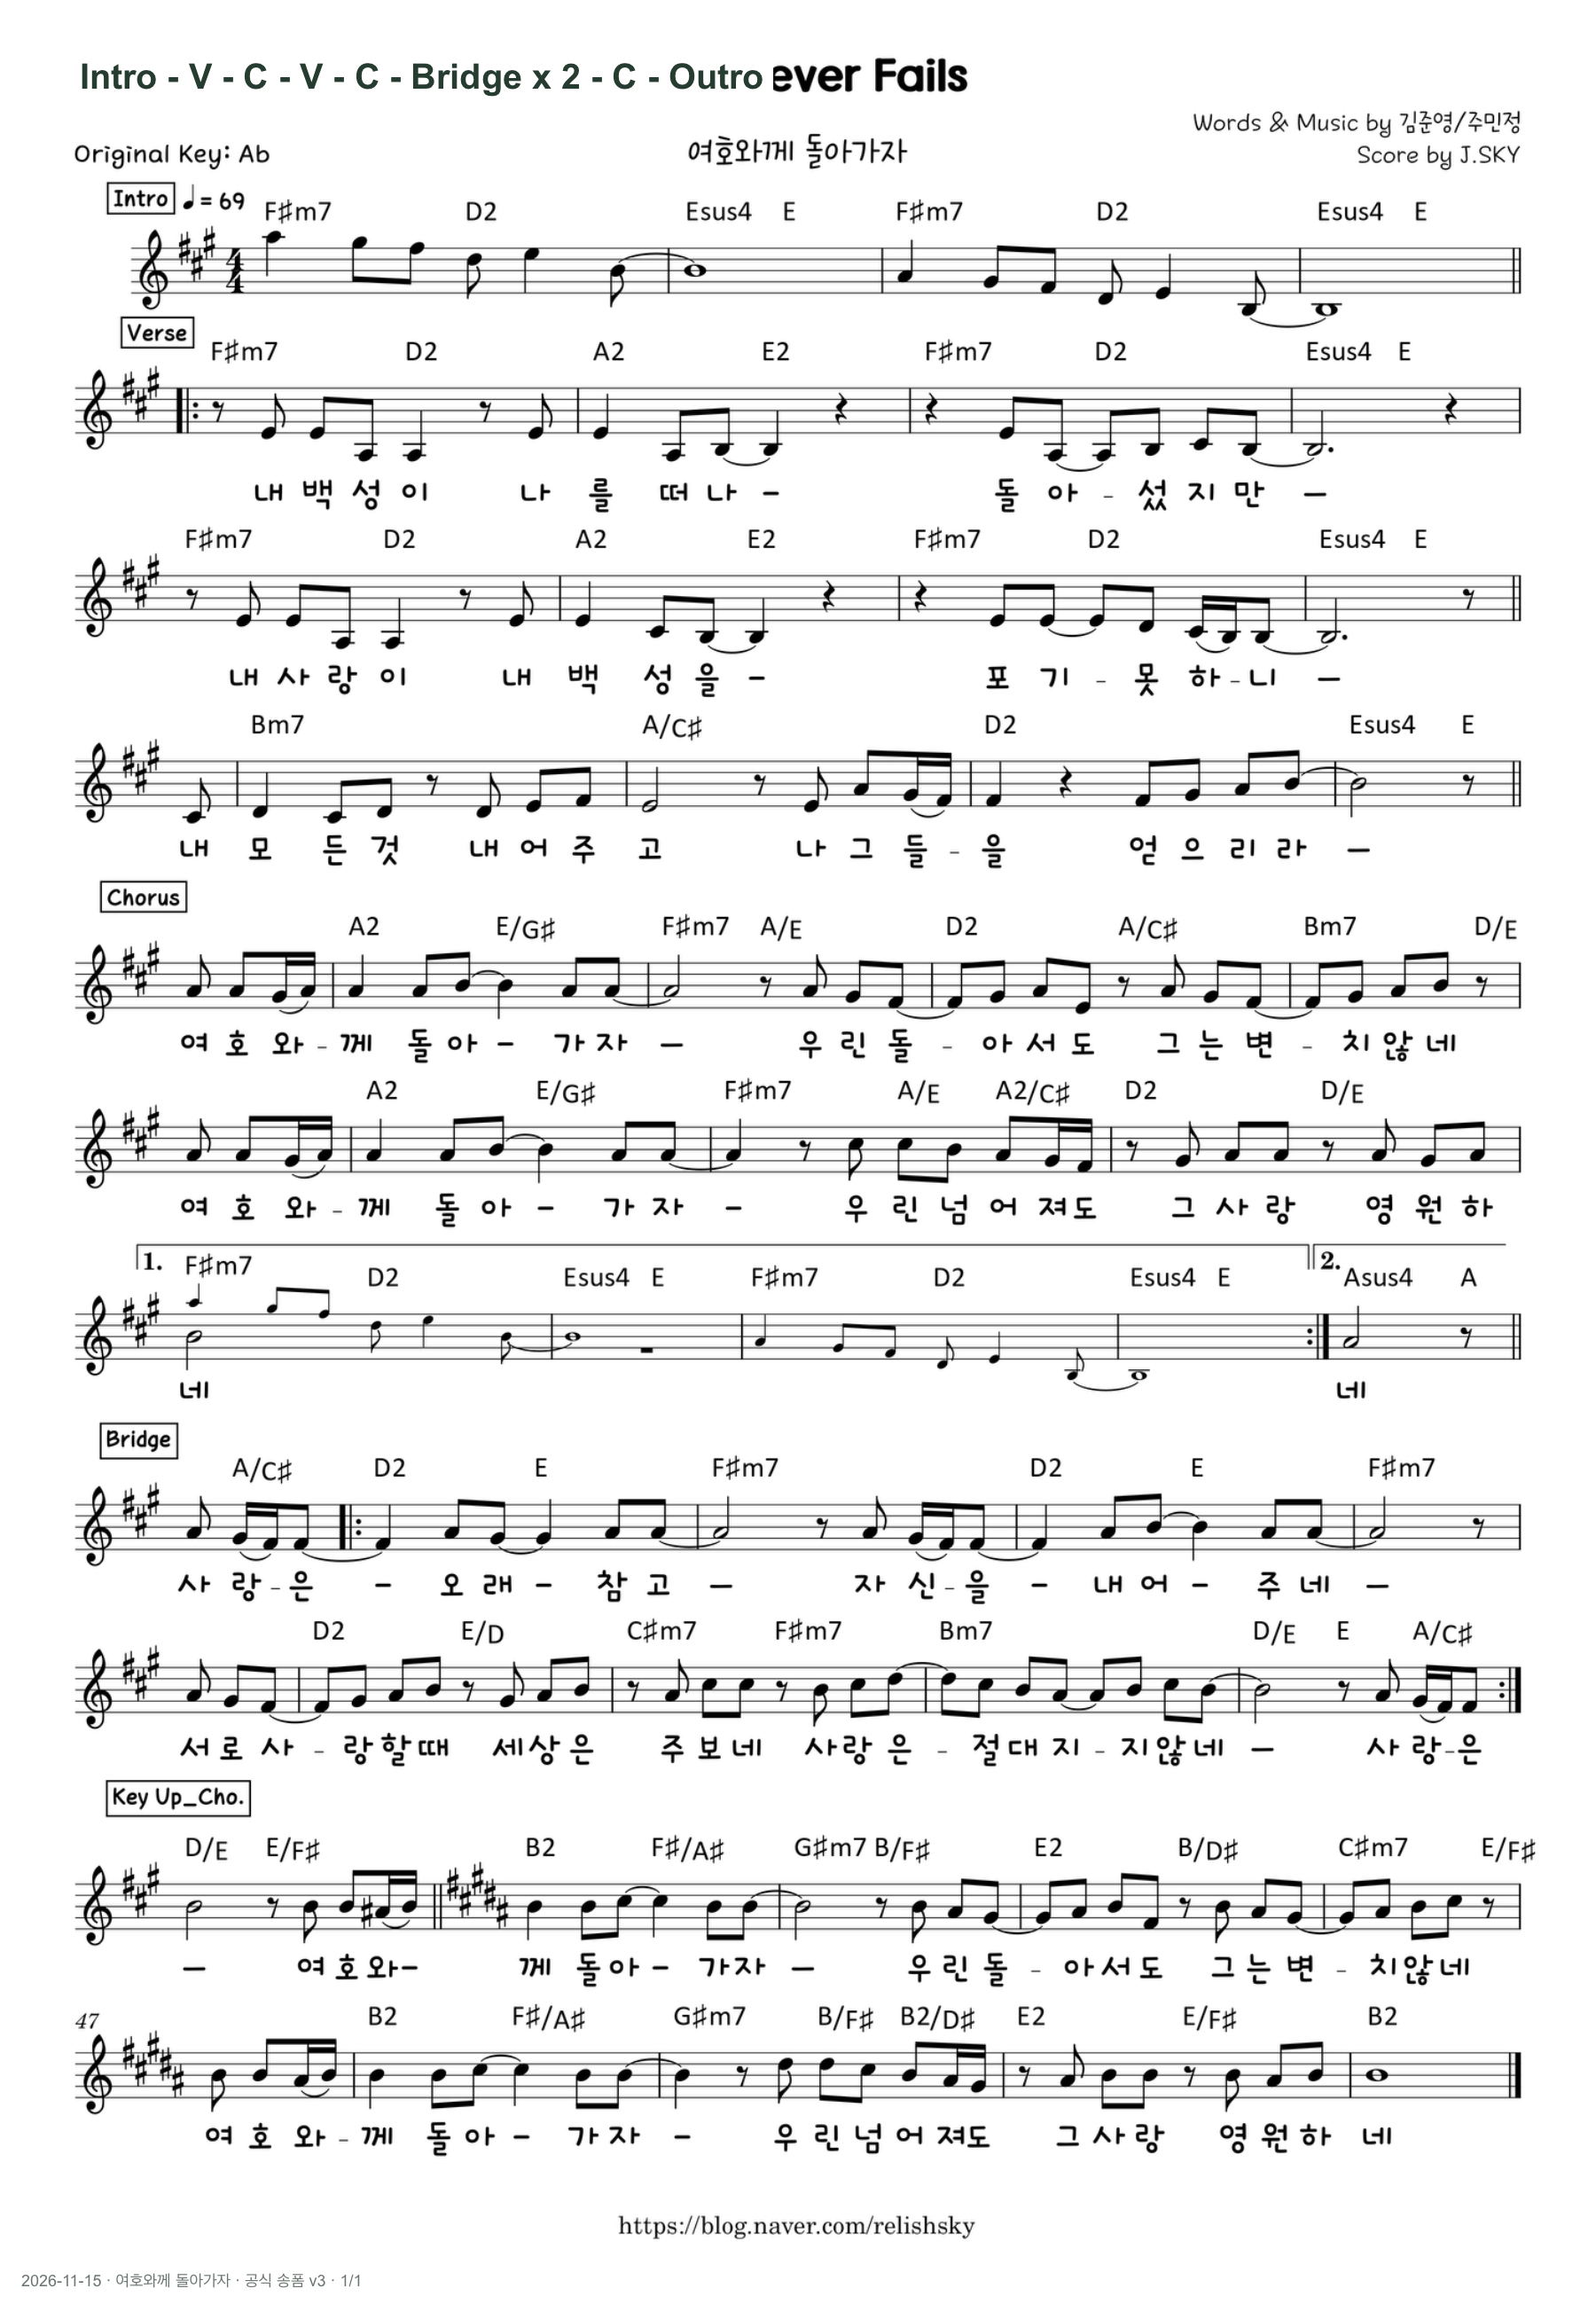 Intro - V - C - V - C - Bridge x 2 - C - Outro ever Fails
Words & Music by 김준영/주민정
Original Key: Ab
여호와께 돌아가자
Score by J.SKY
Intro ♩= 69
F♯m7 D2 Esus4 E F♯m7 D2 Esus4 E
Verse
F♯m7 D2 A2 E2 F♯m7 D2 Esus4 E
내 백 성 이 나 를 떠 나 - 돌 아 - 섰 지 만 -
F♯m7 D2 A2 E2 F♯m7 D2 Esus4 E
내 사 랑 이 내 백 성 을 - 포 기 - 못 하 - 니 -
Bm7 A/C♯ D2 Esus4 E
내 모 든 것 내 어 주 고 나 그 들 - 을 얻 으 리 라 -
Chorus
A2 E/G♯ F♯m7 A/E D2 A/C♯ Bm7 D/E
여 호 와 - 께 돌 아 - 가 자 - 우 린 돌 - 아 서 도 그 는 변 - 치 않 네
A2 E/G♯ F♯m7 A/E A2/C♯ D2 D/E
여 호 와 - 께 돌 아 - 가 자 - 우 린 넘 어 져 도 그 사 랑 영 원 하
1. F♯m7 D2 Esus4 E F♯m7 D2 Esus4 E 2. Asus4 A
네 네
Bridge
A/C♯ D2 E F♯m7 D2 E F♯m7
사 랑 - 은 - 오 래 - 참 고 - 자 신 - 을 - 내 어 - 주 네 -
D2 E/D C♯m7 F♯m7 Bm7 D/E E A/C♯
서 로 사 - 랑 할 때 세 상 은 주 보 네 사 랑 은 - 절 대 지 - 지 않 네 - 사 랑 - 은
Key Up_Cho.
D/E E/F♯ B2 F♯/A♯ G♯m7 B/F♯ E2 B/D♯ C♯m7 E/F♯
- 여 호 와 - 께 돌 아 - 가 자 - 우 린 돌 - 아 서 도 그 는 변 - 치 않 네
47
B2 F♯/A♯ G♯m7 B/F♯ B2/D♯ E2 E/F♯ B2
여 호 와 - 께 돌 아 - 가 자 - 우 린 넘 어 져 도 그 사 랑 영 원 하 네
https://blog.naver.com/relishsky
2026-11-15 · 여호와께 돌아가자 · 공식 송폼 v3 · 1/1